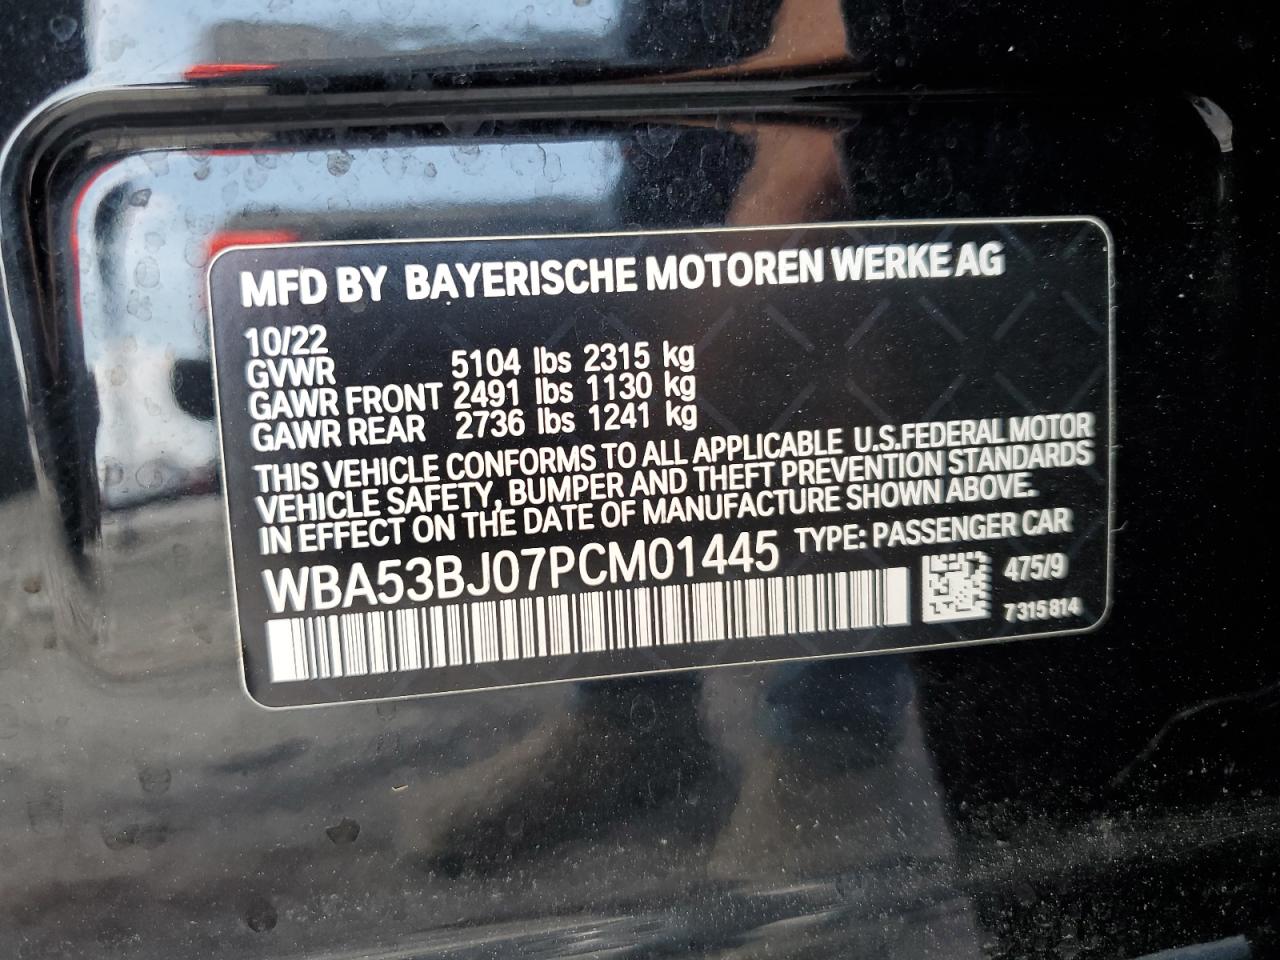 MFD BY BAYERISCHE MOTOREN WERKE AG
10/22
GVWR 5104 lbs 2315 kg
GAWR FRONT 2491 lbs 1130 kg
GAWR REAR 2736 lbs 1241 kg
THIS VEHICLE CONFORMS TO ALL APPLICABLE U.S.FEDERAL MOTOR
VEHICLE SAFETY, BUMPER AND THEFT PREVENTION STANDARDS
IN EFFECT ON THE DATE OF MANUFACTURE SHOWN ABOVE.
WBA53BJ07PCM01445 TYPE: PASSENGER CAR
475/9
7 315 814